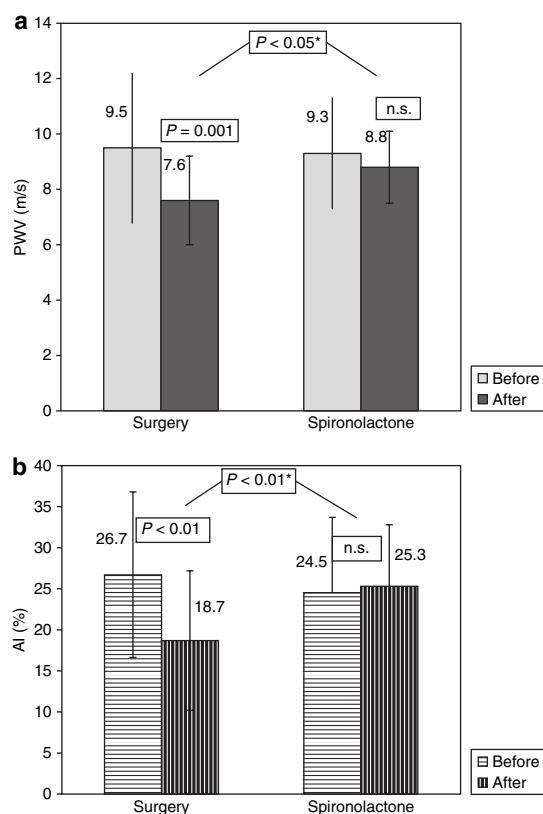 a
14
12
10
8
6
4
2
0
PWV (m/s)
P < 0.05*
9.5
P = 0.001
7.6
9.3
n.s.
8.8
Surgery
Spironolactone
Before
After
b
40
35
30
25
20
15
10
5
0
AI (%)
P < 0.01*
P < 0.01
26.7
18.7
n.s.
24.5
25.3
Surgery
Spironolactone
Before
After